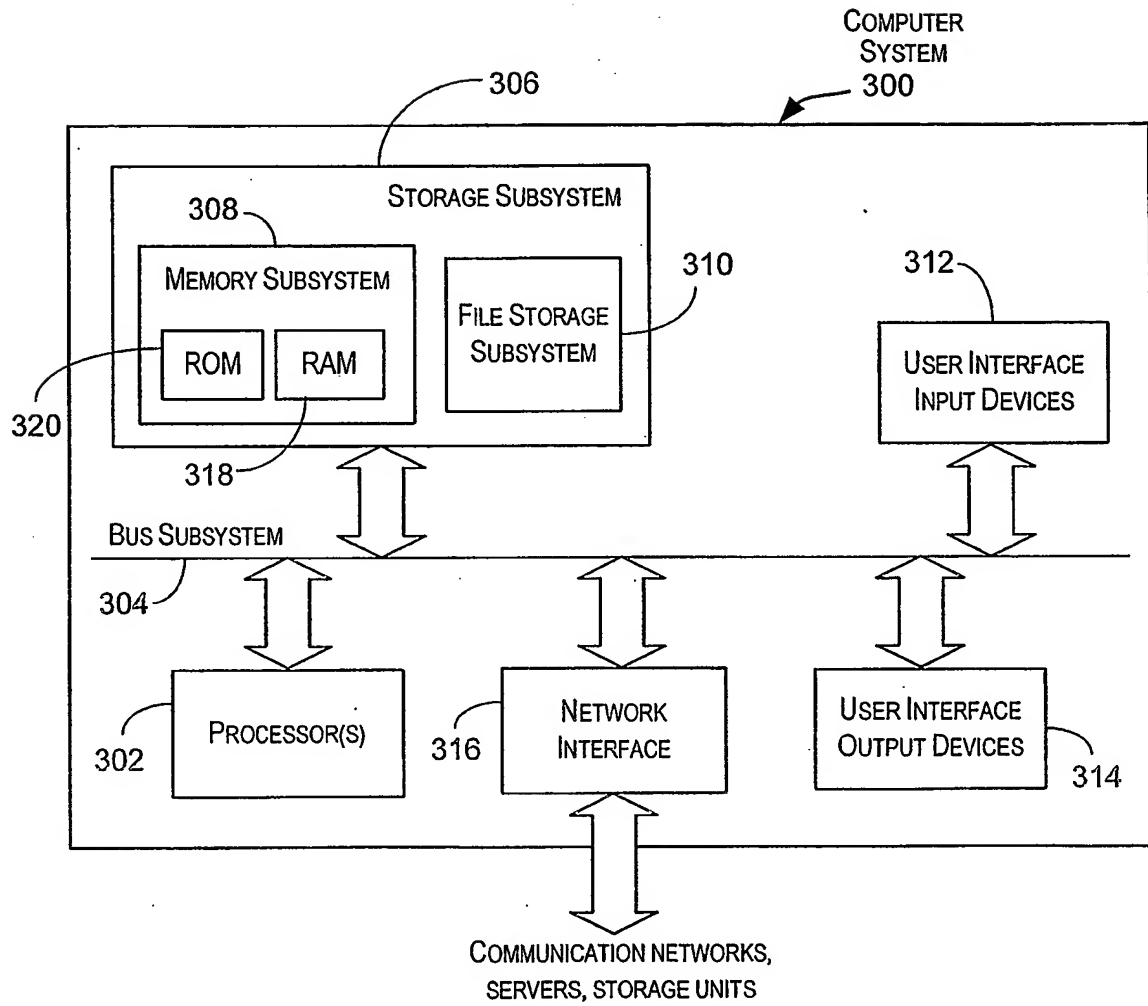 COMPUTER
SYSTEM
300
306
STORAGE SUBSYSTEM
308
MEMORY SUBSYSTEM
310
FILE STORAGE
SUBSYSTEM
ROM
RAM
320
318
312
USER INTERFACE
INPUT DEVICES
BUS SUBSYSTEM
304
PROCESSOR(S)
302
NETWORK
INTERFACE
316
USER INTERFACE
OUTPUT DEVICES
314
COMMUNICATION NETWORKS,
SERVERS, STORAGE UNITS